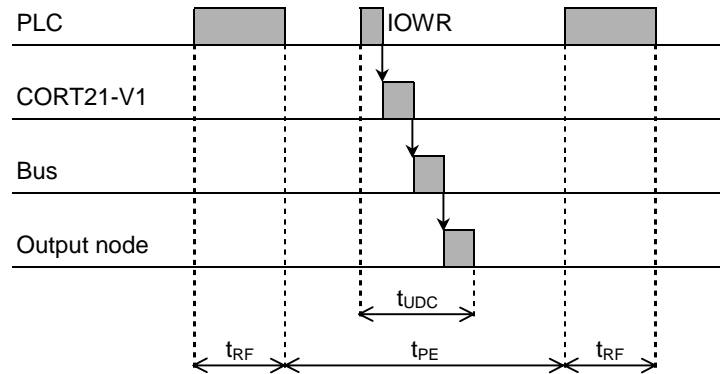 PLC
IOWR
CORT21-V1
Bus
Output node
tUDC
tRF
tPE
tRF